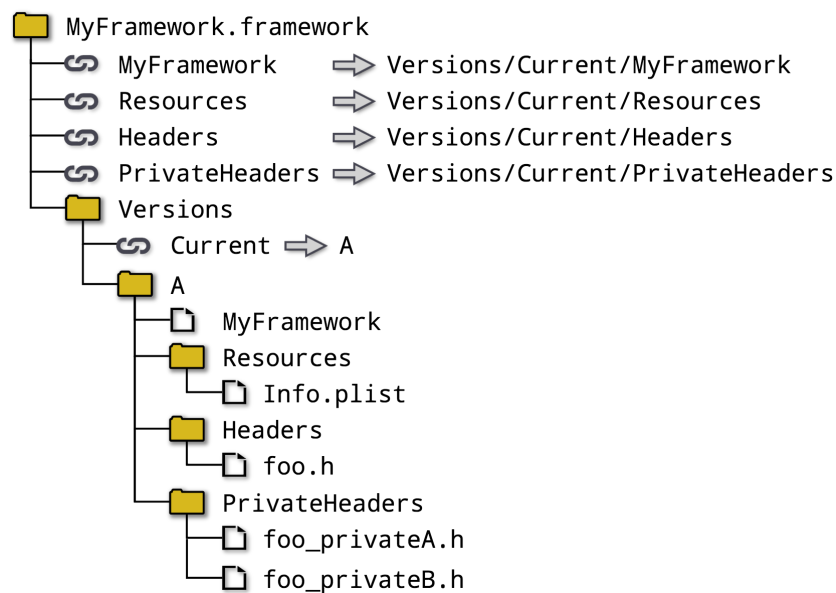 MyFramework.framework
MyFramework Versions/Current/MyFramework
Resources Versions/Current/Resources
Headers Versions/Current/Headers
PrivateHeaders Versions/Current/PrivateHeaders
Versions
Current A
A
MyFramework
Resources
Info.plist
Headers
foo.h
PrivateHeaders
foo_privateA.h
foo_privateB.h